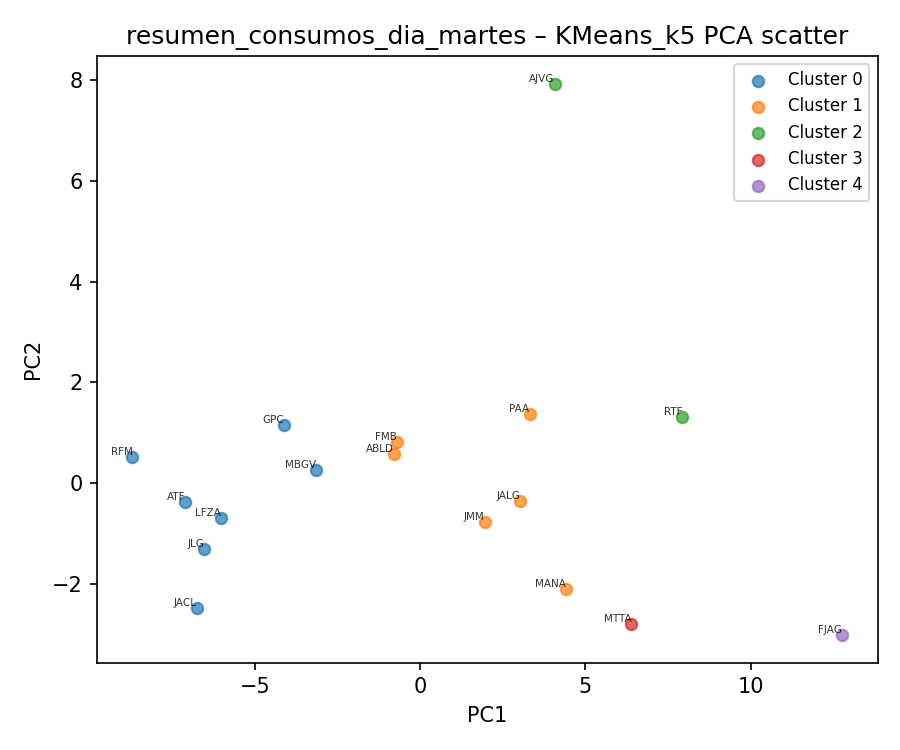 resumen_consumos_dia_martes – KMeans_k5 PCA scatter
Cluster 0
Cluster 1
Cluster 2
Cluster 3
Cluster 4
AJVG
PAA
RTF
GPC
FMB
ABLD
RFM
MBGV
ATF
LFZA
JALG
JMM
JLG
MANA
JACL
MTTA
FJAG
8
6
4
2
0
−2
PC2
−5
0
5
10
PC1